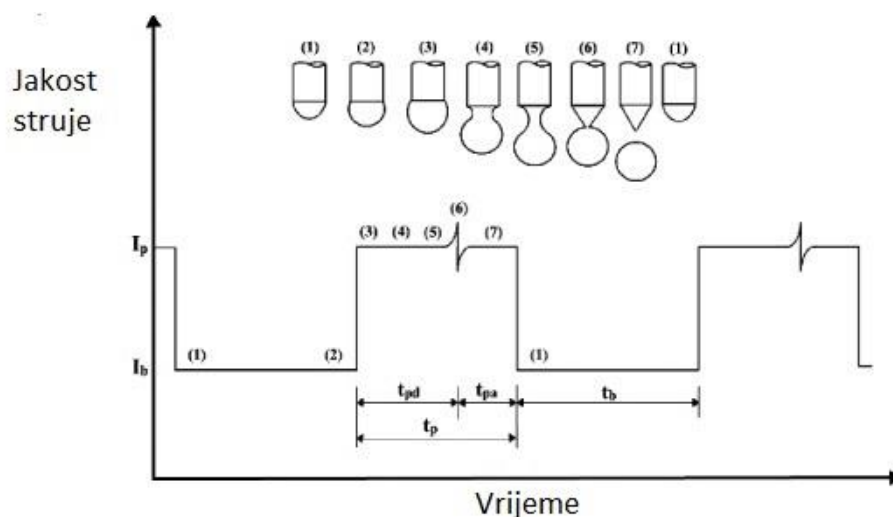 (1) (2) (3) (4) (5) (6) (7) (1)
Jakost
struje
(6)
Ip (3) (4) (5) (7)
Ib (1) (2) (1)
tpd tpa tb
tp
Vrijeme